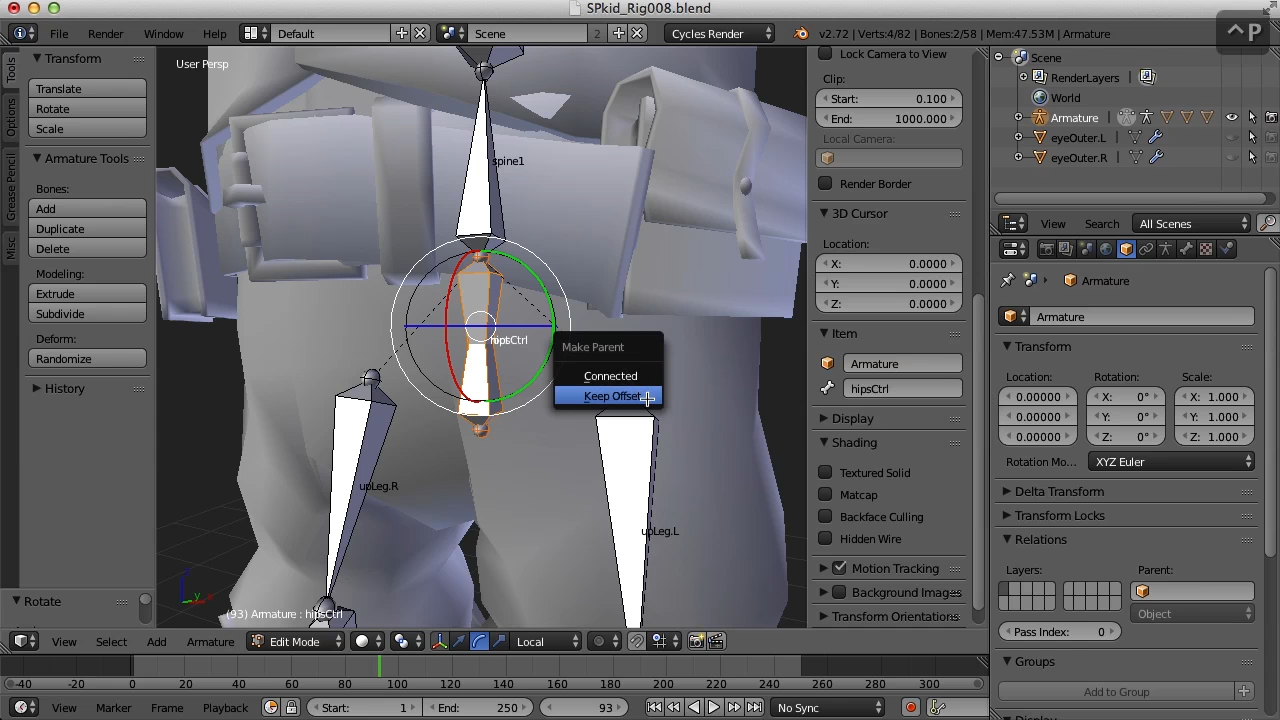 SPkid_Rig008.blend
^P
File Render Window Help Default Scene 2 Cycles Render v2.72 | Verts:4/82 | Bones:2/58 | Mem:47.53M | Armature
Tools
Options
Grease Pencil
Misc
Transform
Translate
Rotate
Scale
Armature Tools
Bones:
Add
Duplicate
Delete
Modeling:
Extrude
Subdivide
Deform:
Randomize
History
Rotate
User Persp
spine1
hipsCtrl
upLeg.R
upLeg.L
Make Parent
Connected
Keep Offset
y
(93) Armature : hipsCtrl
View Select Add Armature Edit Mode Local
Lock Camera to View
Clip:
Start: 0.100
End: 1000.000
Local Camera:
Render Border
3D Cursor
Location:
X: 0.0000
Y: 0.0000
Z: 0.0000
Item
Armature
hipsCtrl
Display
Shading
Textured Solid
Matcap
Backface Culling
Hidden Wire
Motion Tracking
Background Images
Transform Orientations
Scene
RenderLayers
World
Armature
eyeOuter.L
eyeOuter.R
View Search All Scenes
Armature
Armature
Transform
Location: Rotation: Scale:
0.00000 X: 0° X: 1.000
0.00000 Y: 0° Y: 1.000
0.00000 Z: 0° Z: 1.000
Rotation Mo... XYZ Euler
Delta Transform
Transform Locks
Relations
Layers: Parent:
Object
Pass Index: 0
Groups
Add to Group
-40 -20 0 20 40 60 80 100 120 140 160 180 200 220 240 260 280 300
View Marker Frame Playback Start: 1 End: 250 93 No Sync